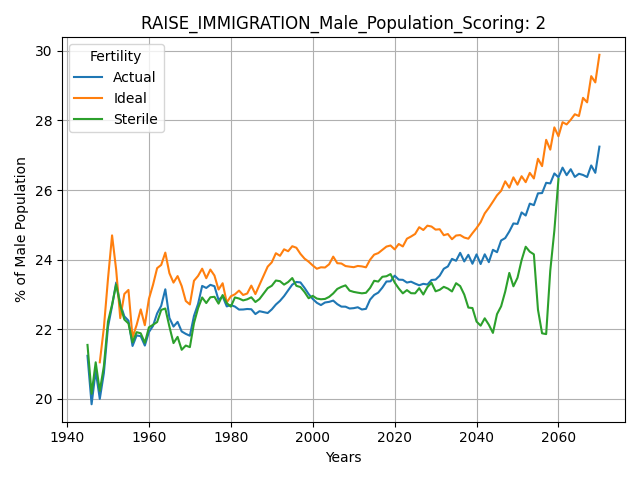 RAISE_IMMIGRATION_Male_Population_Scoring: 2
Fertility
Actual
Ideal
Sterile
% of Male Population
30
28
26
24
22
20
1940
1960
1980
2000
2020
2040
2060
Years